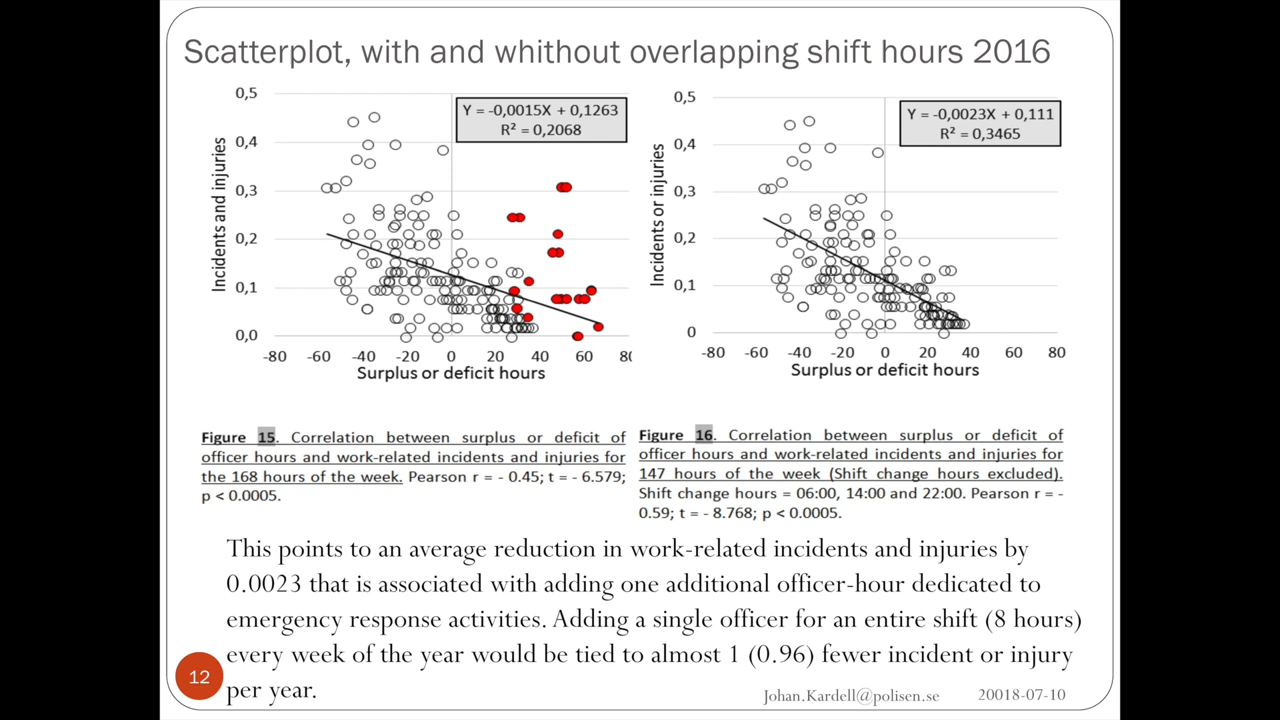 Scatterplot, with and whithout overlapping shift hours 2016
0,5
0,4
0,3
0,2
0,1
0,0
Incidents and injuries
Y = -0,0015X + 0,1263
R² = 0,2068
-80 -60 -40 -20 0 20 40 60 80
Surplus or deficit hours
0,5
0,4
0,3
0,2
0,1
0
Incidents or injuries
Y = -0,0023X + 0,111
R² = 0,3465
-80 -60 -40 -20 0 20 40 60 80
Surplus or deficit hours
Figure 15. Correlation between surplus or deficit of
officer hours and work-related incidents and injuries for
the 168 hours of the week. Pearson r = - 0.45; t = - 6.579;
p < 0.0005.
Figure 16. Correlation between surplus or deficit of
officer hours and work-related incidents and injuries for
147 hours of the week (Shift change hours excluded).
Shift change hours = 06:00, 14:00 and 22:00. Pearson r = -
0.59; t = - 8.768; p < 0.0005.
This points to an average reduction in work-related incidents and injuries by
0.0023 that is associated with adding one additional officer-hour dedicated to
emergency response activities. Adding a single officer for an entire shift (8 hours)
every week of the year would be tied to almost 1 (0.96) fewer incident or injury
per year.
12
Johan.Kardell@polisen.se
20018-07-10